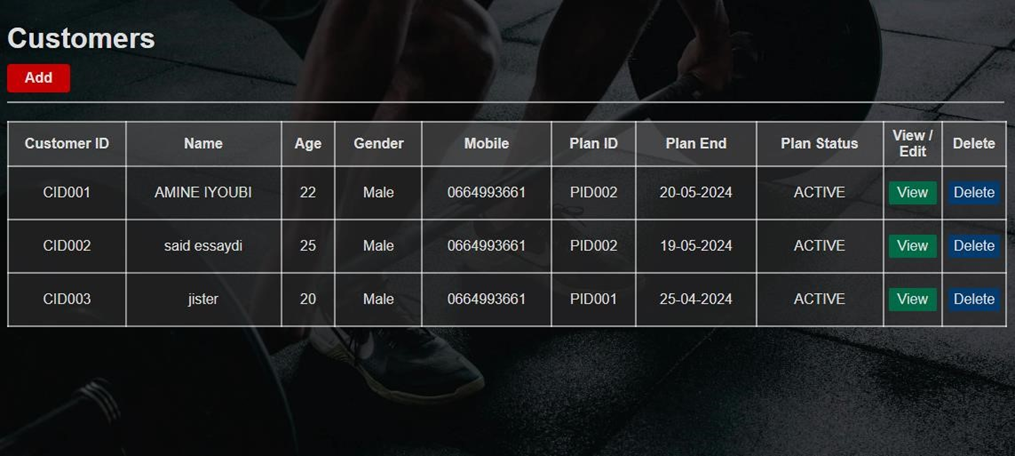 Customers
Add
Customer ID Name Age Gender Mobile Plan ID Plan End Plan Status View / Edit Delete
CID001 AMINE IYOUBI 22 Male 0664993661 PID002 20-05-2024 ACTIVE View Delete
CID002 said essaydi 25 Male 0664993661 PID002 19-05-2024 ACTIVE View Delete
CID003 jister 20 Male 0664993661 PID001 25-04-2024 ACTIVE View Delete